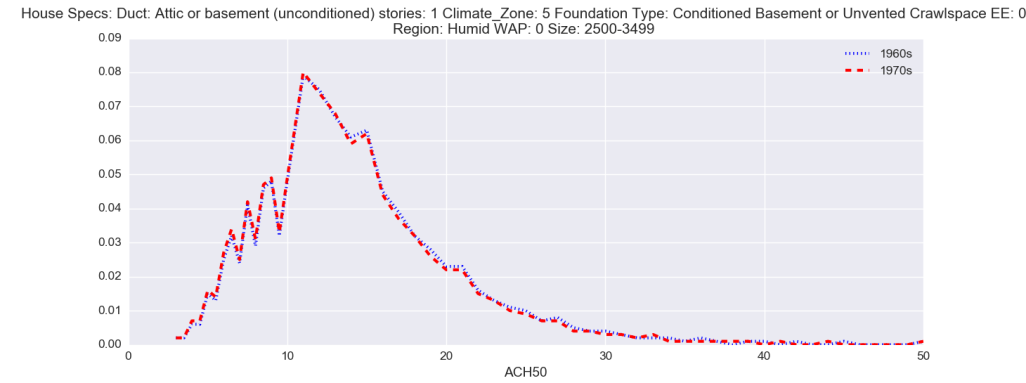 House Specs: Duct: Attic or basement (unconditioned) stories: 1 Climate_Zone: 5 Foundation Type: Conditioned Basement or Unvented Crawlspace EE: 0
Region: Humid WAP: 0 Size: 2500-3499
0.09
1960s
0.08
1970s
0.07
0.06
0.05
0.04
0.03
0.02
0.01
0.00
0 10 20 30 40 50
ACH50